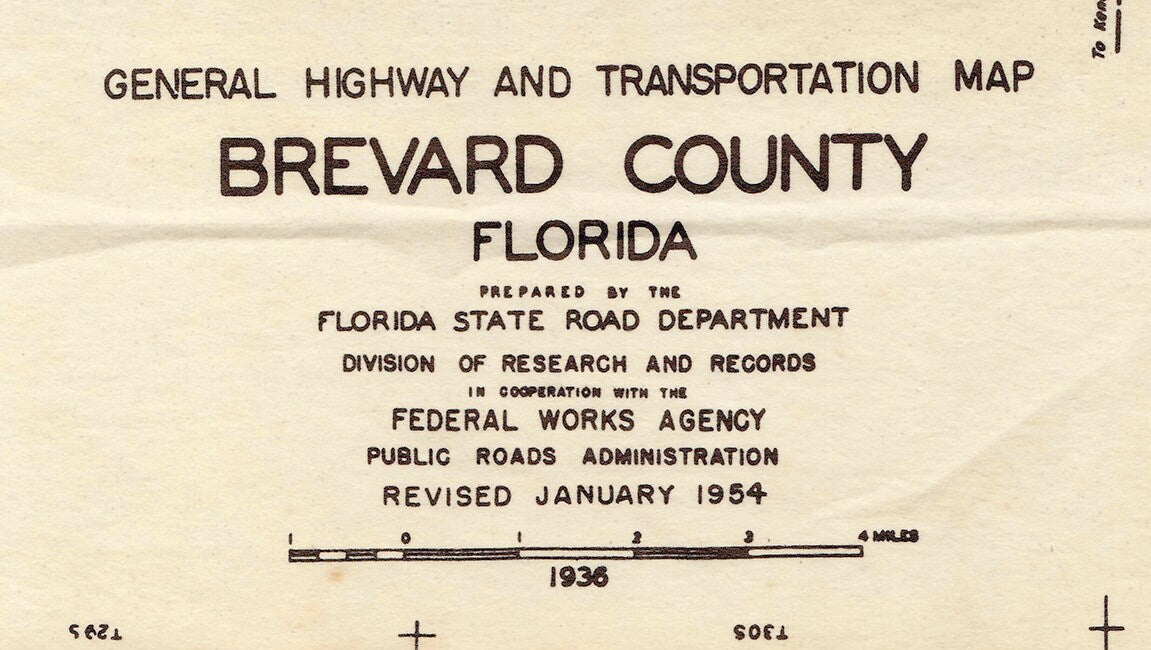 To Ken
GENERAL HIGHWAY AND TRANSPORTATION MAP
BREVARD COUNTY
FLORIDA
PREPARED BY THE
FLORIDA STATE ROAD DEPARTMENT
DIVISION OF RESEARCH AND RECORDS
IN COOPERATION WITH THE
FEDERAL WORKS AGENCY
PUBLIC ROADS ADMINISTRATION
REVISED JANUARY 1954
1 0 1 2 3 4 MILES
1936
T29S T30S